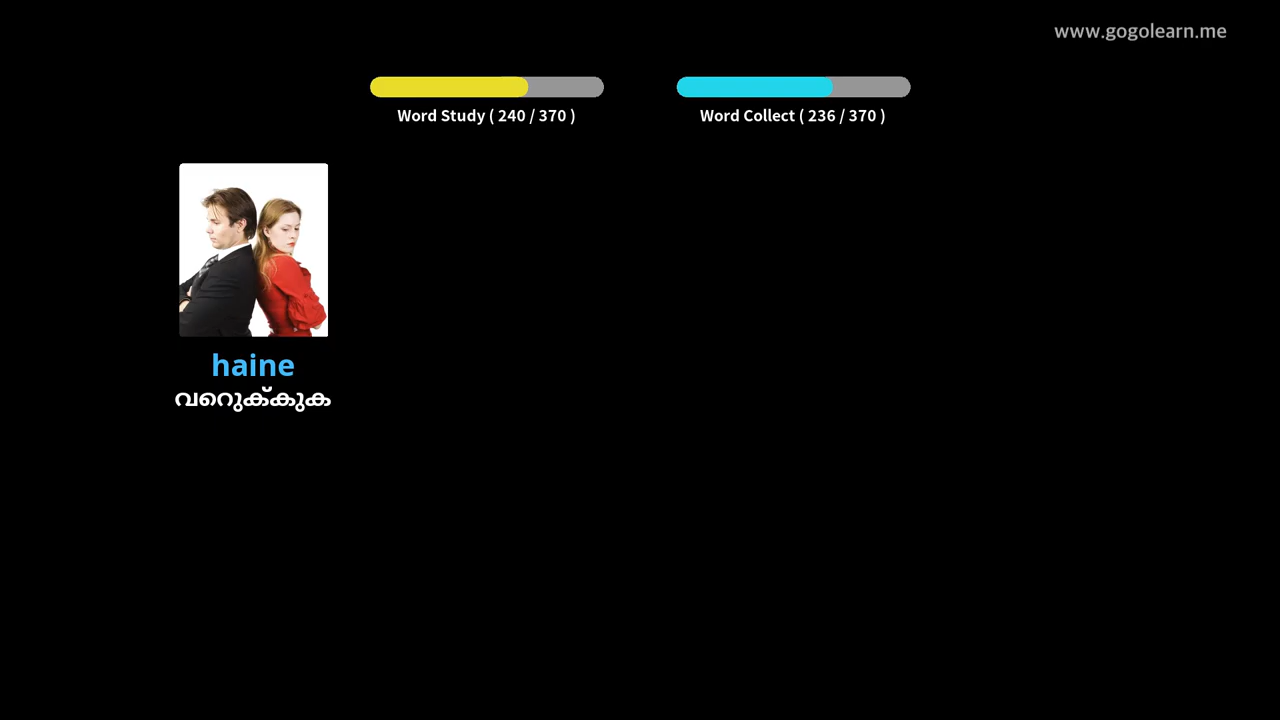 www.gogolearn.me
Word Study ( 240 / 370 )
Word Collect ( 236 / 370 )
haine
വെറുക്കുക